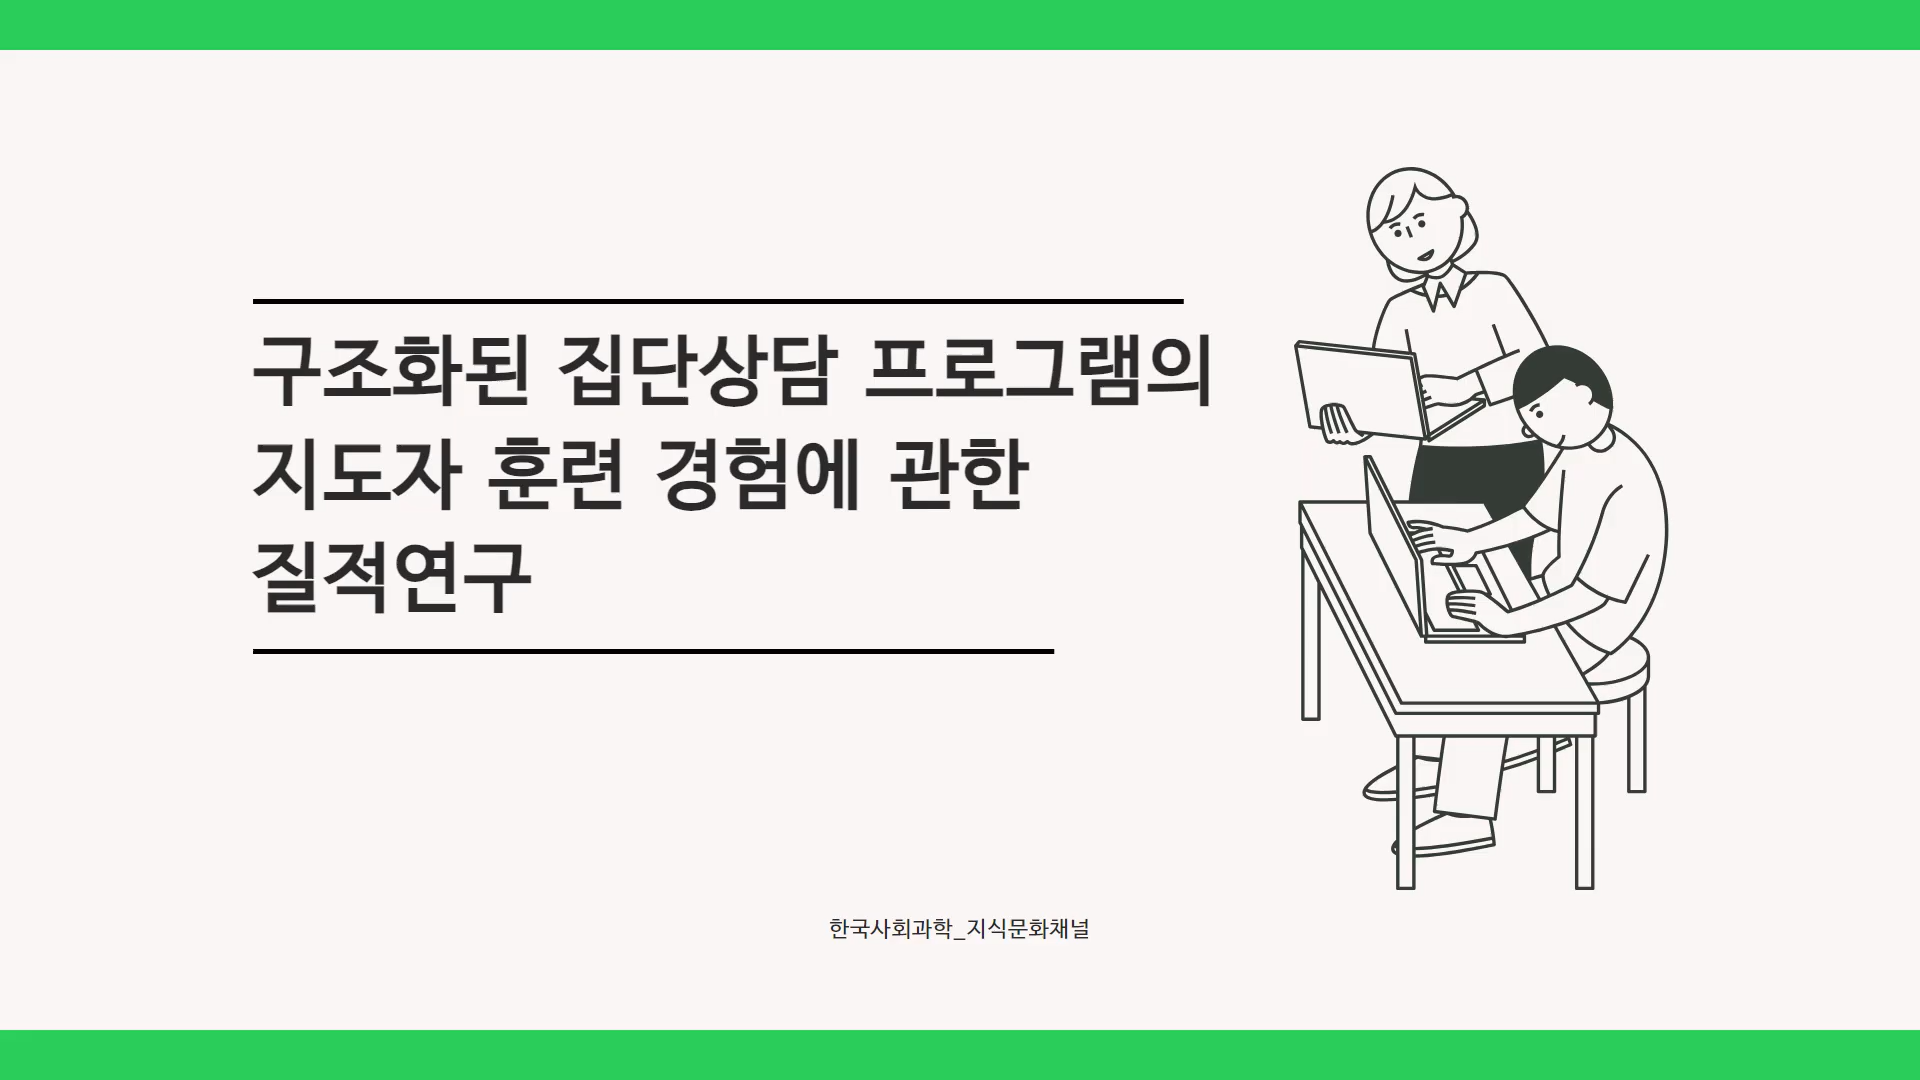 구조화된 집단상담 프로그램의
지도자 훈련 경험에 관한
질적연구
한국사회과학_지식문화채널